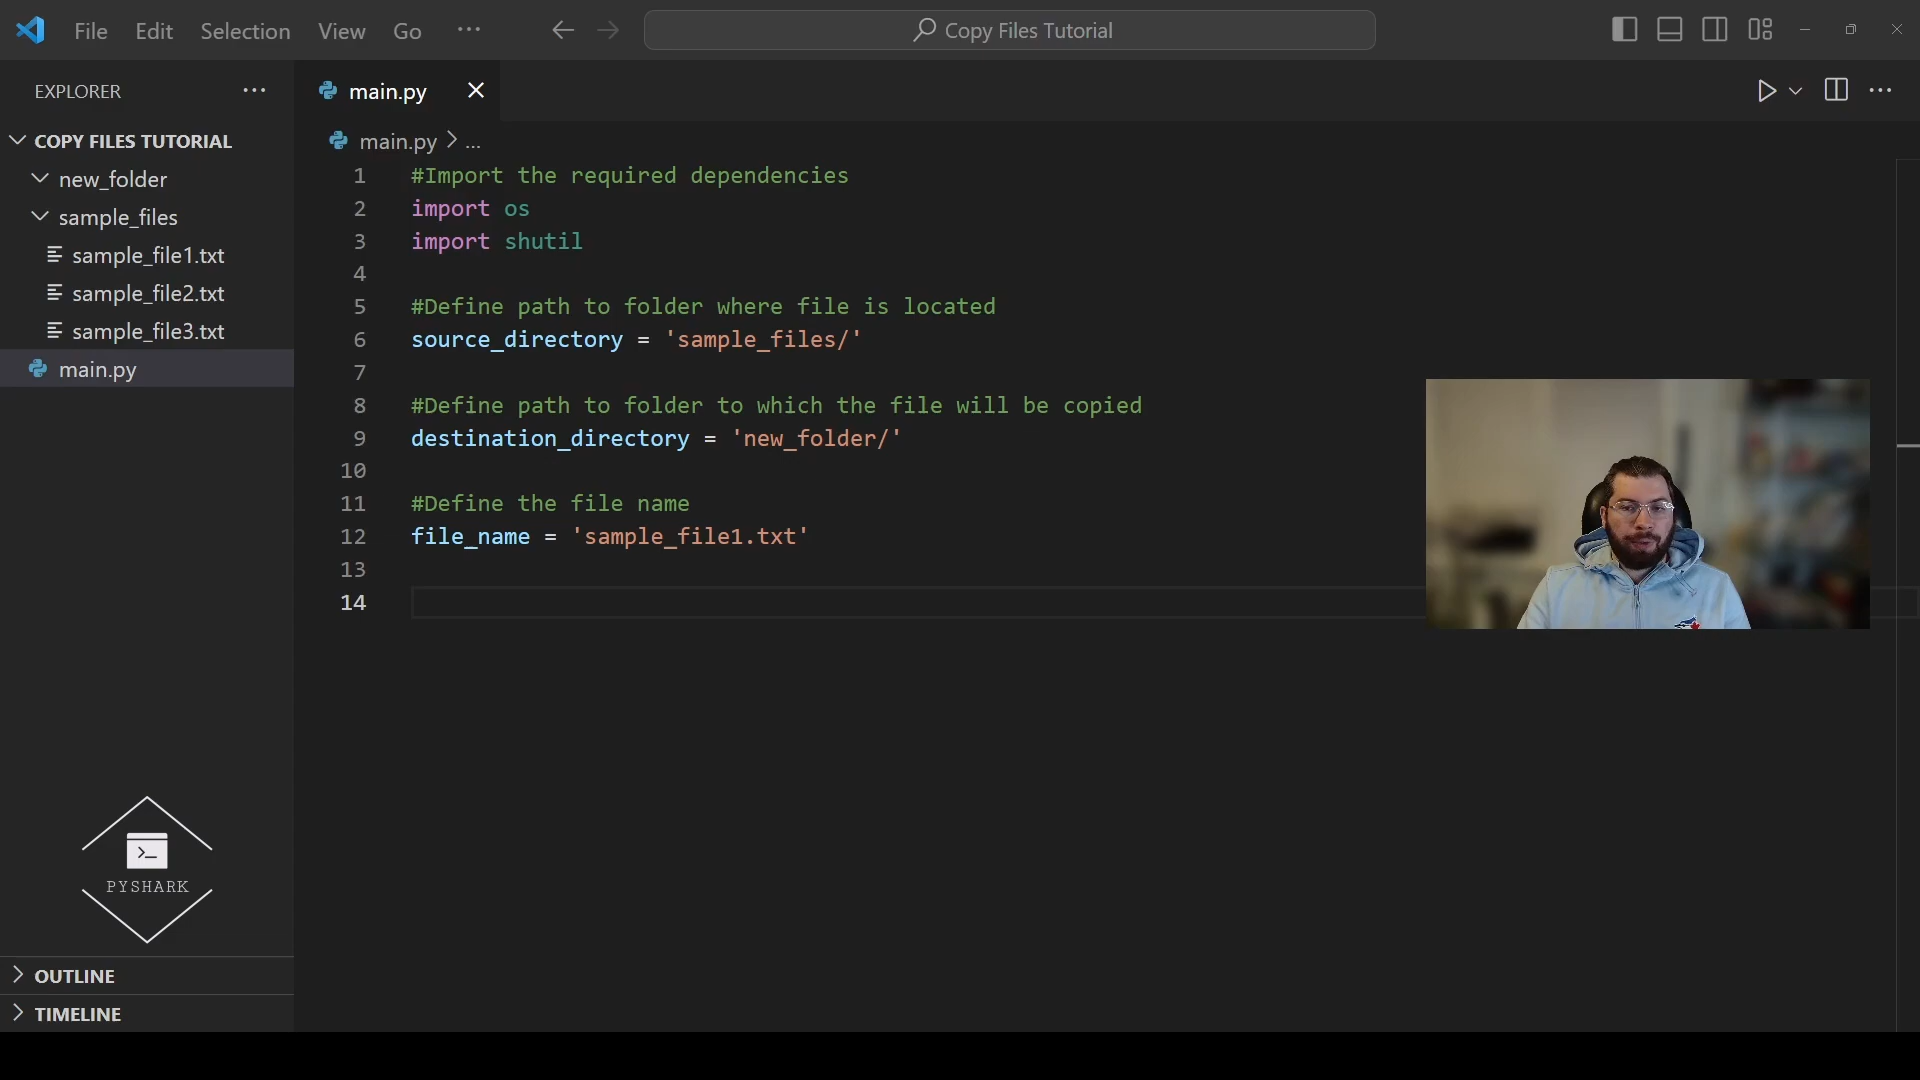 File Edit Selection View Go ...
Copy Files Tutorial
EXPLORER ...
COPY FILES TUTORIAL
new_folder
sample_files
sample_file1.txt
sample_file2.txt
sample_file3.txt
main.py
PYSHARK
OUTLINE
TIMELINE
main.py
main.py > ...
1 #Import the required dependencies
2 import os
3 import shutil
4
5 #Define path to folder where file is located
6 source_directory = 'sample_files/'
7
8 #Define path to folder to which the file will be copied
9 destination_directory = 'new_folder/'
10
11 #Define the file name
12 file_name = 'sample_file1.txt'
13
14